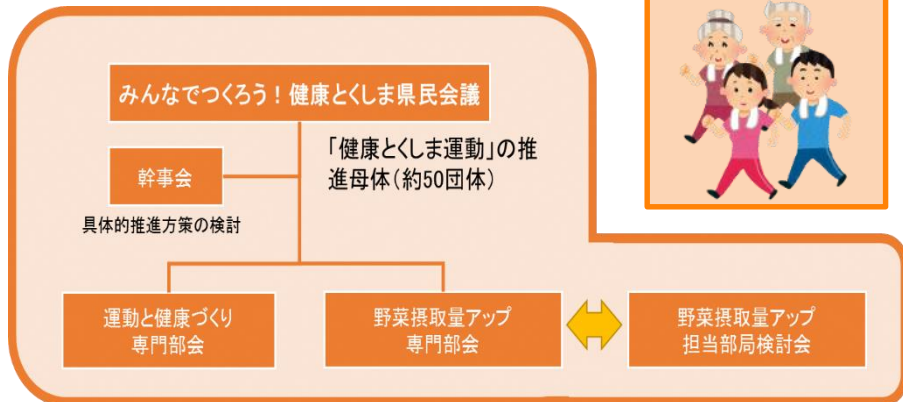 みんなでつくろう！健康とくしま県民会議
「健康とくしま運動」の推
進母体（約50団体）
幹事会
具体的推進方策の検討
運動と健康づくり
専門部会
野菜摂取量アップ
専門部会
野菜摂取量アップ
担当部局検討会